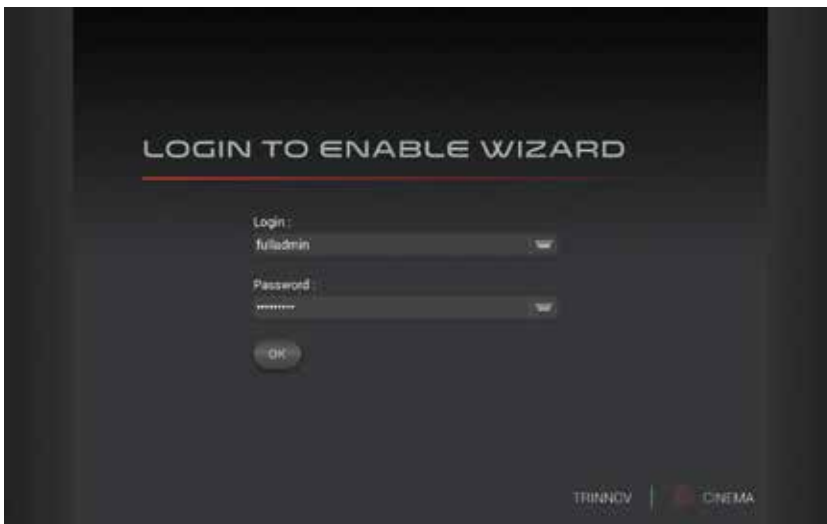 LOGIN TO ENABLE WIZARD
Login :
fulladmin
Password :
•••••••••
OK
TRINNOV | CINEMA